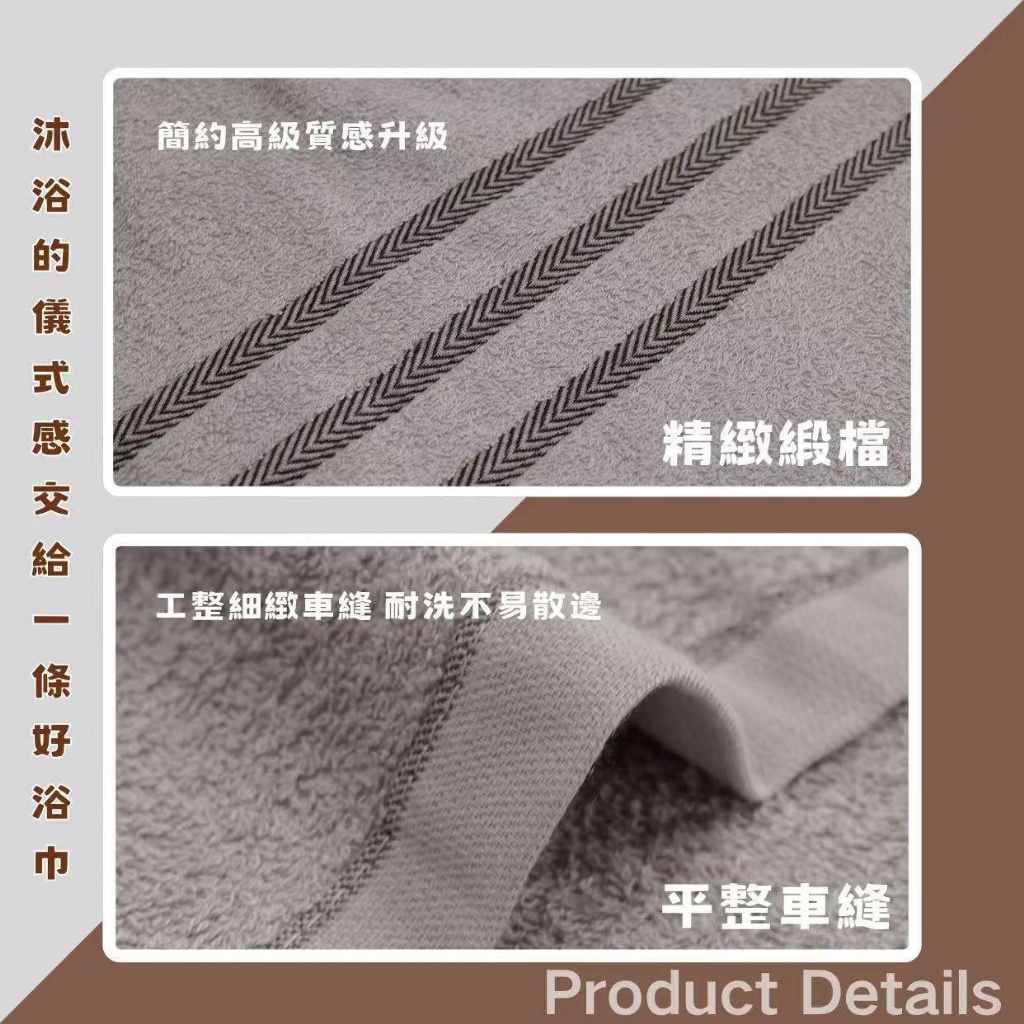 沐浴的儀式感交給一條好浴巾
簡約高級質感升級
精緻緞檔
工整細緻車縫 耐洗不易散邊
平整車縫
Product Details